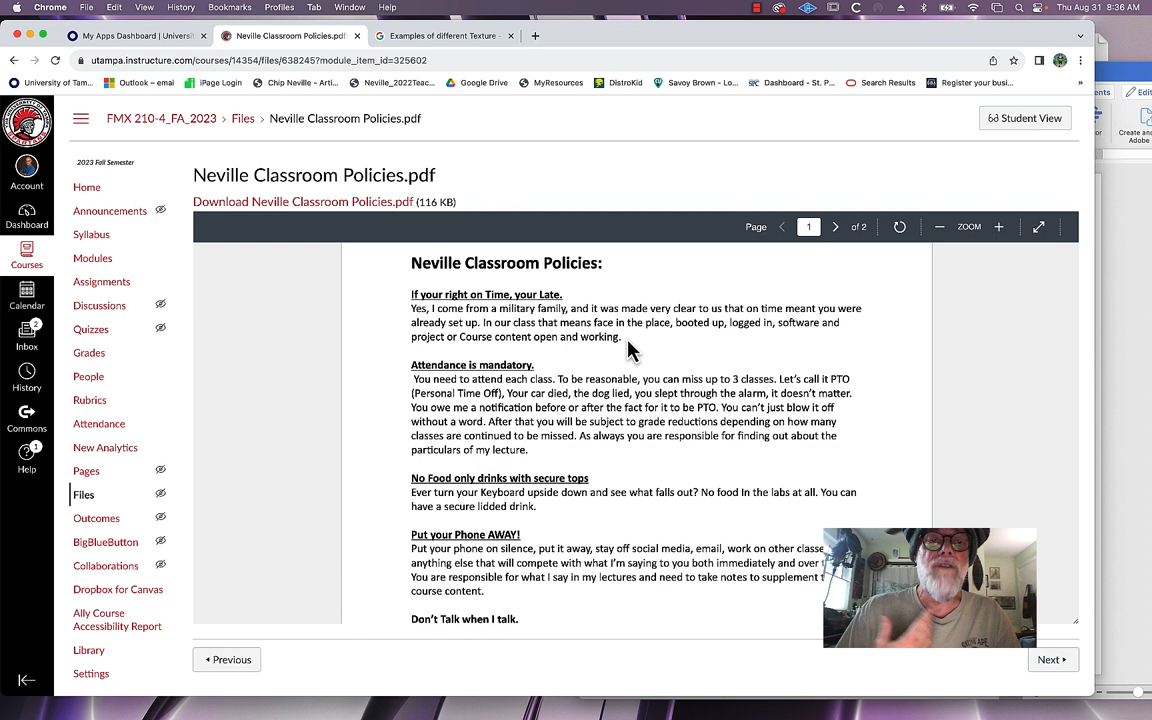 Chrome File Edit View History Bookmarks Profiles Tab Window Help Thu Aug 31 8:36 AM
My Apps Dashboard | Universit Neville Classroom Policies.pdf: Examples of different Texture -
utampa.instructure.com/courses/14354/files/638245?module_item_id=325602
University of Tam... Outlook – emai iPage Login Chip Neville - Arti... Neville_2022Teac... Google Drive MyResources DistroKid Savoy Brown - Lo... Dashboard - St. P... Search Results Register your busi... »
FMX 210-4_FA_2023 › Files › Neville Classroom Policies.pdf
Student View
ents Edit
tor Create and
Adobe
Account
Dashboard
Courses
Calendar
2
Inbox
History
Commons
1
Help
2023 Fall Semester
Home
Announcements
Syllabus
Modules
Assignments
Discussions
Quizzes
Grades
People
Rubrics
Attendance
New Analytics
Pages
Files
Outcomes
BigBlueButton
Collaborations
Dropbox for Canvas
Ally Course
Accessibility Report
Library
Settings
Neville Classroom Policies.pdf
Download Neville Classroom Policies.pdf (116 KB)
Page 1 of 2 ZOOM
Neville Classroom Policies:
If your right on Time, your Late.
Yes, I come from a military family, and it was made very clear to us that on time meant you were
already set up. In our class that means face in the place, booted up, logged in, software and
project or Course content open and working.
Attendance is mandatory.
You need to attend each class. To be reasonable, you can miss up to 3 classes. Let's call it PTO
(Personal Time Off), Your car died, the dog lied, you slept through the alarm, it doesn't matter.
You owe me a notification before or after the fact for it to be PTO. You can't just blow it off
without a word. After that you will be subject to grade reductions depending on how many
classes are continued to be missed. As always you are responsible for finding out about the
particulars of my lecture.
No Food only drinks with secure tops
Ever turn your Keyboard upside down and see what falls out? No food In the labs at all. You can
have a secure lidded drink.
Put your Phone AWAY!
Put your phone on silence, put it away, stay off social media, email, work on other classe
anything else that will compete with what I'm saying to you both immediately and over t
You are responsible for what I say in my lectures and need to take notes to supplement t
course content.
Don't Talk when I talk.
Previous
Next